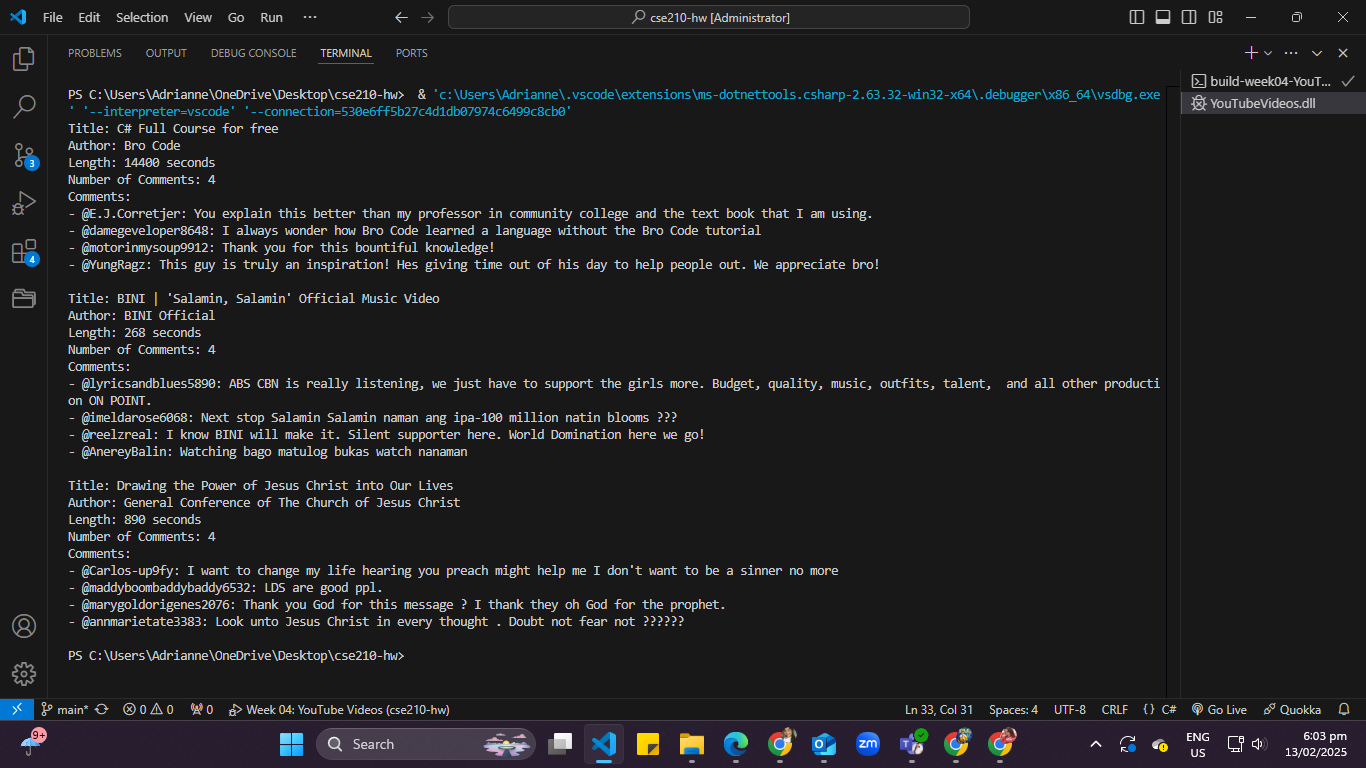 File Edit Selection View Go Run ··· cse210-hw [Administrator]
PROBLEMS OUTPUT DEBUG CONSOLE TERMINAL PORTS
build-week04-YouT...
YouTubeVideos.dll
PS C:\Users\Adrianne\OneDrive\Desktop\cse210-hw>  & 'c:\Users\Adrianne\.vscode\extensions\ms-dotnettools.csharp-2.63.32-win32-x64\.debugger\x86_64\vsdbg.exe
' '--interpreter=vscode' '--connection=530e6ff5b27c4d1db07974c6499c8cb0'
Title: C# Full Course for free
Author: Bro Code
Length: 14400 seconds
Number of Comments: 4
Comments:
- @E.J.Corretjer: You explain this better than my professor in community college and the text book that I am using.
- @damegeveloper8648: I always wonder how Bro Code learned a language without the Bro Code tutorial
- @motorinmysoup9912: Thank you for this bountiful knowledge!
- @YungRagz: This guy is truly an inspiration! Hes giving time out of his day to help people out. We appreciate bro!
Title: BINI | 'Salamin, Salamin' Official Music Video
Author: BINI Official
Length: 268 seconds
Number of Comments: 4
Comments:
- @lyricsandblues5890: ABS CBN is really listening, we just have to support the girls more. Budget, quality, music, outfits, talent,  and all other producti
on ON POINT.
- @imeldarose6068: Next stop Salamin Salamin naman ang ipa-100 million natin blooms ???
- @reelzreal: I know BINI will make it. Silent supporter here. World Domination here we go!
- @AnereyBalin: Watching bago matulog bukas watch nanaman
Title: Drawing the Power of Jesus Christ into Our Lives
Author: General Conference of The Church of Jesus Christ
Length: 890 seconds
Number of Comments: 4
Comments:
- @Carlos-up9fy: I want to change my life hearing you preach might help me I don't want to be a sinner no more
- @maddyboombaddybaddy6532: LDS are good ppl.
- @marygoldorigenes2076: Thank you God for this message ? I thank they oh God for the prophet.
- @annmarietate3383: Look unto Jesus Christ in every thought . Doubt not fear not ??????
PS C:\Users\Adrianne\OneDrive\Desktop\cse210-hw>
3
4
main* 0 0 0 Week 04: YouTube Videos (cse210-hw) Ln 33, Col 31 Spaces: 4 UTF-8 CRLF {} C# Go Live Quokka
9+ Search zm ENG US 6:03 pm
13/02/2025